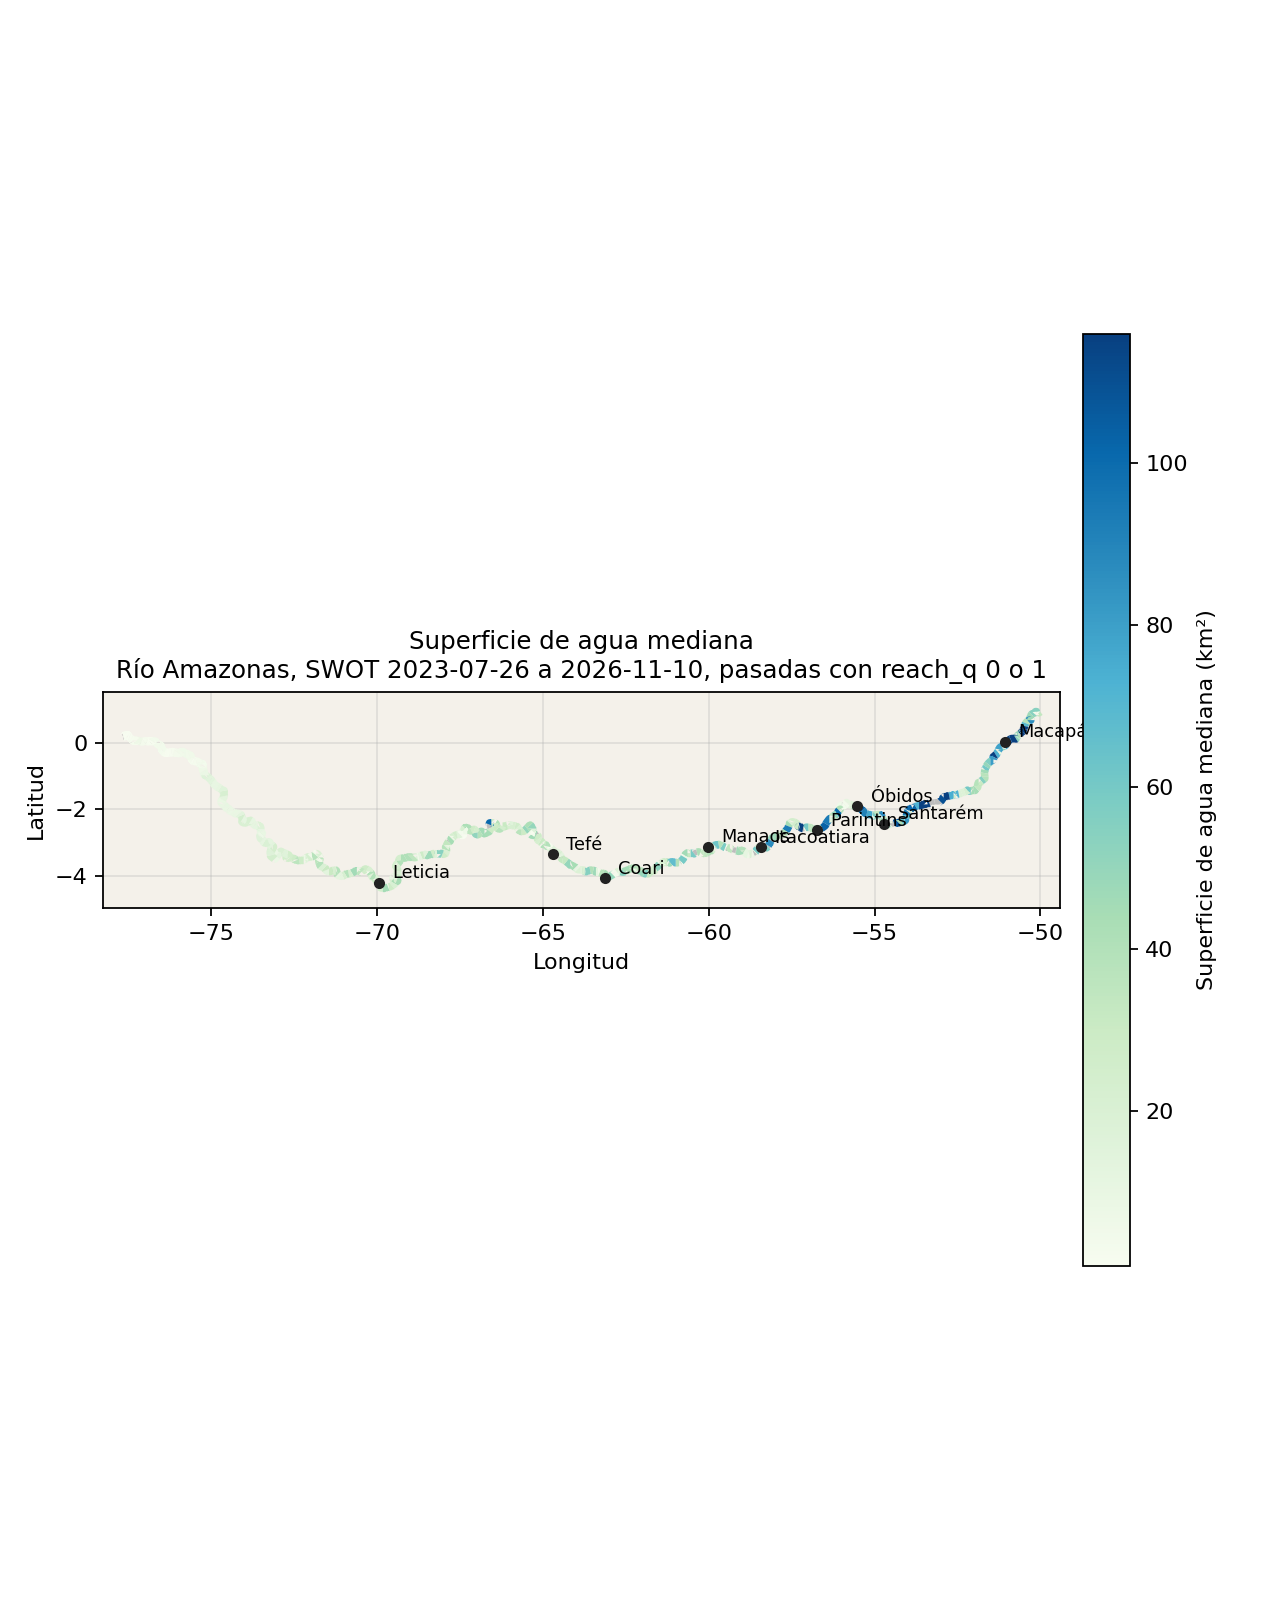 Superficie de agua mediana
Río Amazonas, SWOT 2023-07-26 a 2026-11-10, pasadas con reach_q 0 o 1
Latitud
0
−2
−4
Leticia
Tefé
Coari
Manaos
Itacoatiara
Parintins
Óbidos
Santarém
Macapá
−75
−70
−65
−60
−55
−50
Longitud
100
80
60
40
20
Superficie de agua mediana (km²)